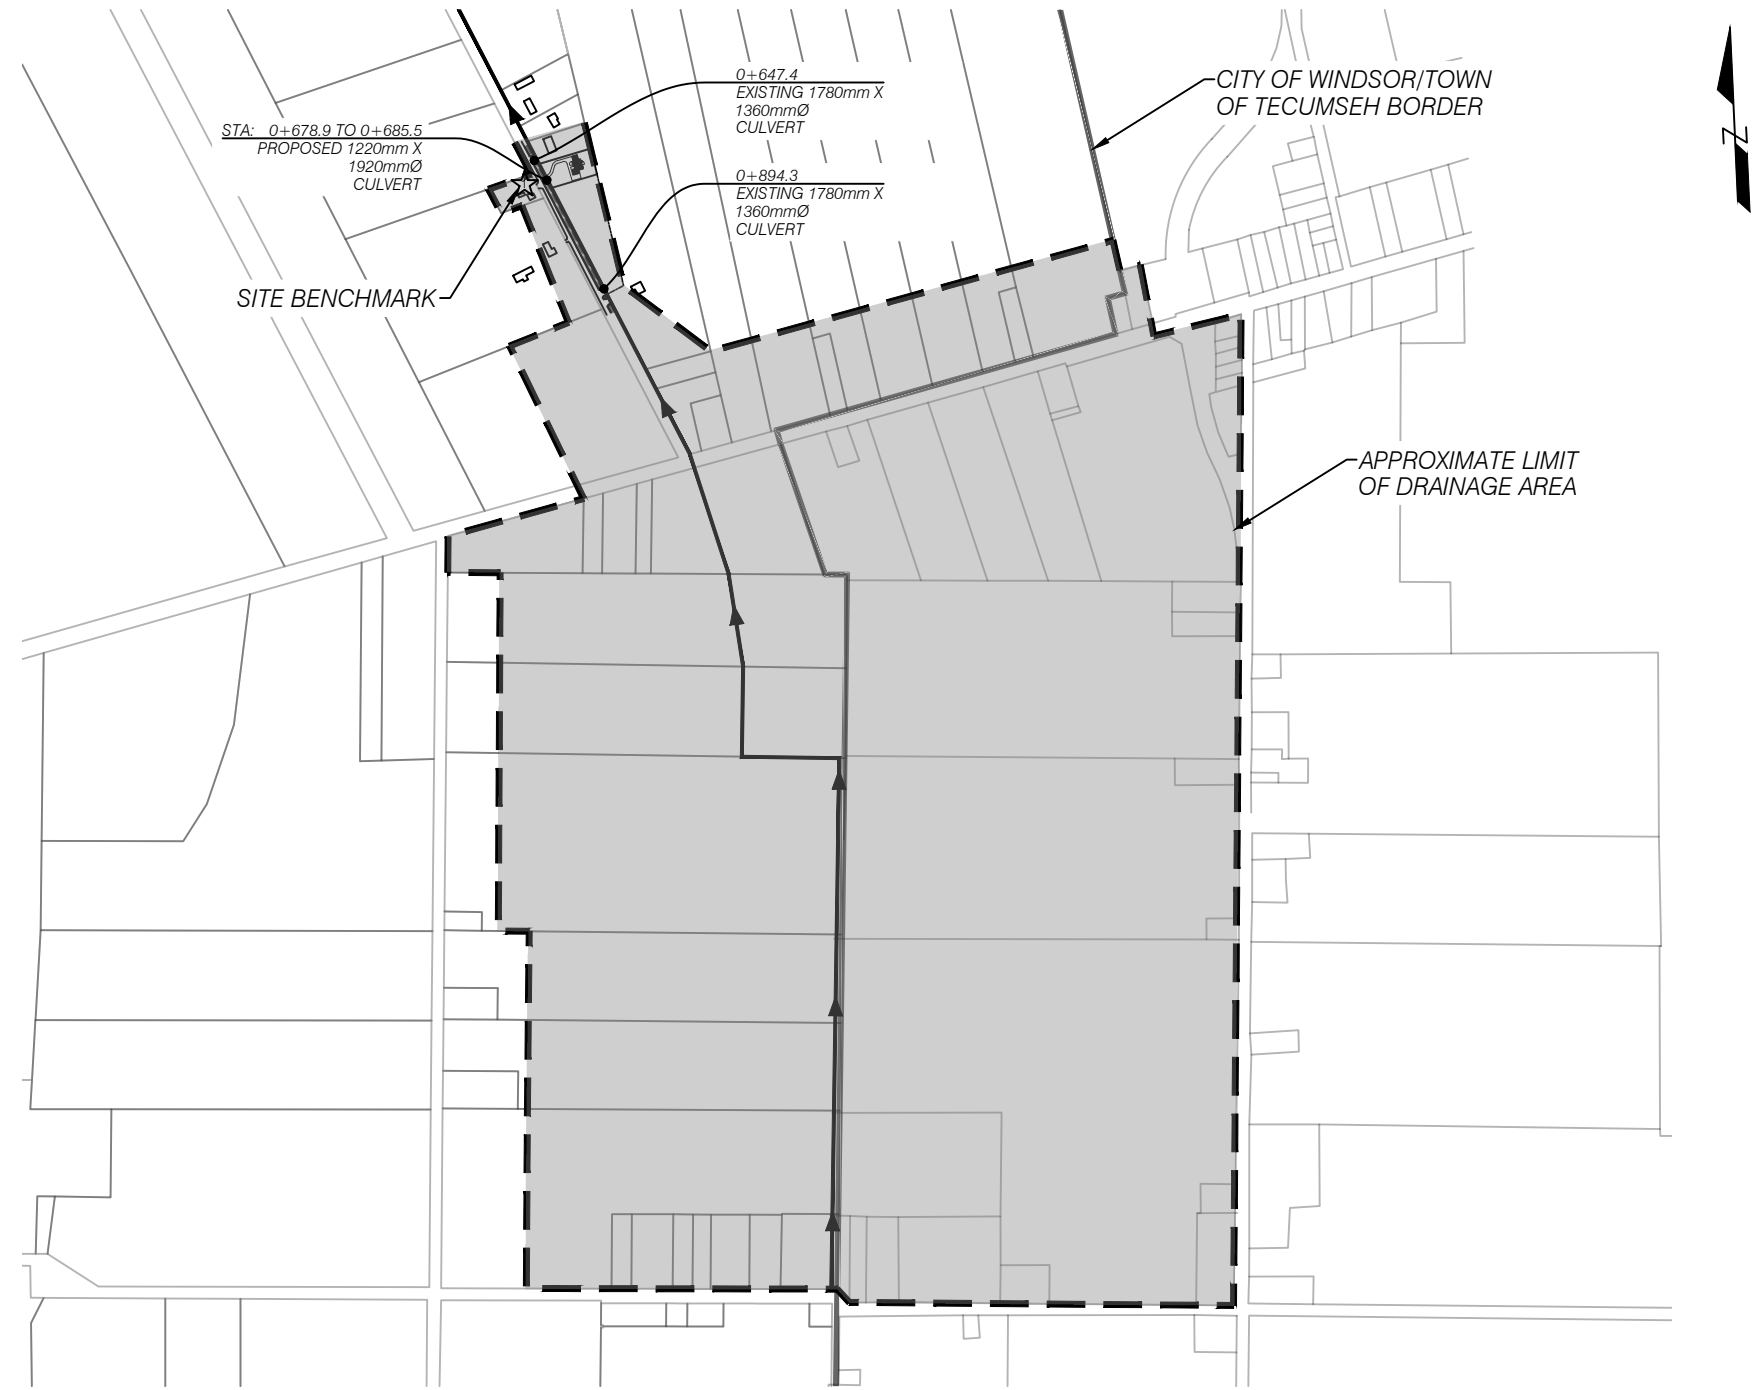 0+647.4
EXISTING 1780mm X
1360mmØ
CULVERT
CITY OF WINDSOR/TOWN
OF TECUMSEH BORDER
STA: 0+678.9 TO 0+685.5
PROPOSED 1220mm X
1920mmØ
CULVERT
0+894.3
EXISTING 1780mm X
1360mmØ
CULVERT
N
SITE BENCHMARK
APPROXIMATE LIMIT
OF DRAINAGE AREA